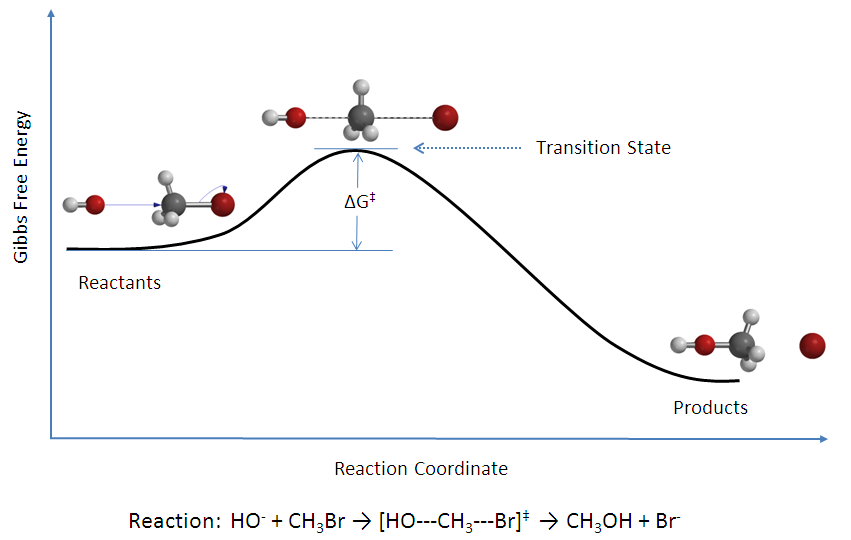 Gibbs Free Energy
Transition State
ΔG‡
Reactants
Products
Reaction Coordinate
Reaction: HO⁻ + CH₃Br → [HO---CH₃---Br]‡ → CH₃OH + Br⁻